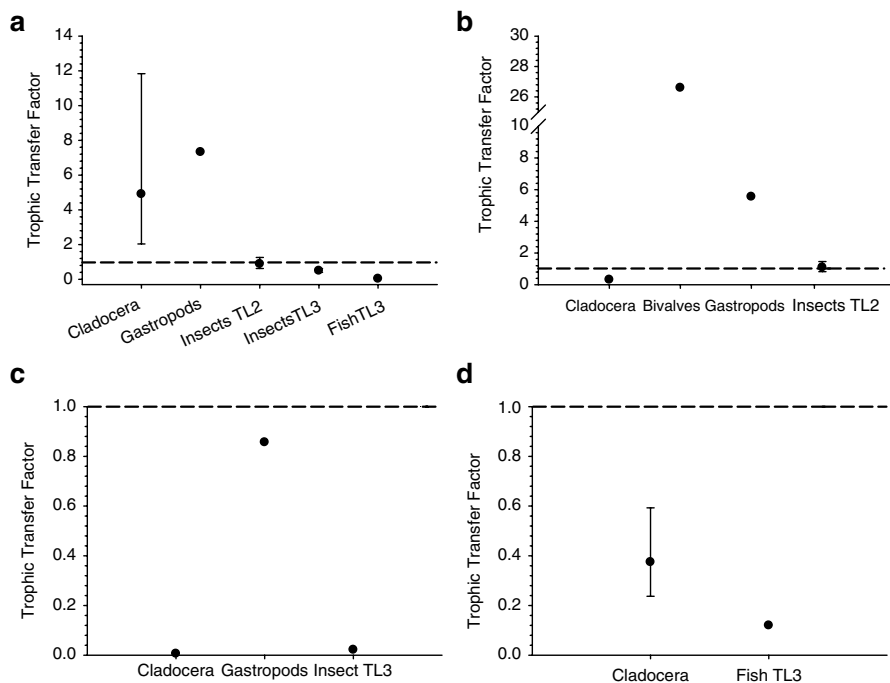 a
Trophic Transfer Factor
14
12
10
8
6
4
2
0
Cladocera
Gastropods
Insects TL2
InsectsTL3
FishTL3
b
Trophic Transfer Factor
30
26
10
8
6
4
2
0
Cladocera Bivalves Gastropods Insects TL2
c
Trophic Transfer Factor
1.0
0.8
0.6
0.4
0.2
0.0
Cladocera Gastropods Insect TL3
d
Trophic Transfer Factor
1.0
0.8
0.6
0.4
0.2
0.0
Cladocera Fish TL3